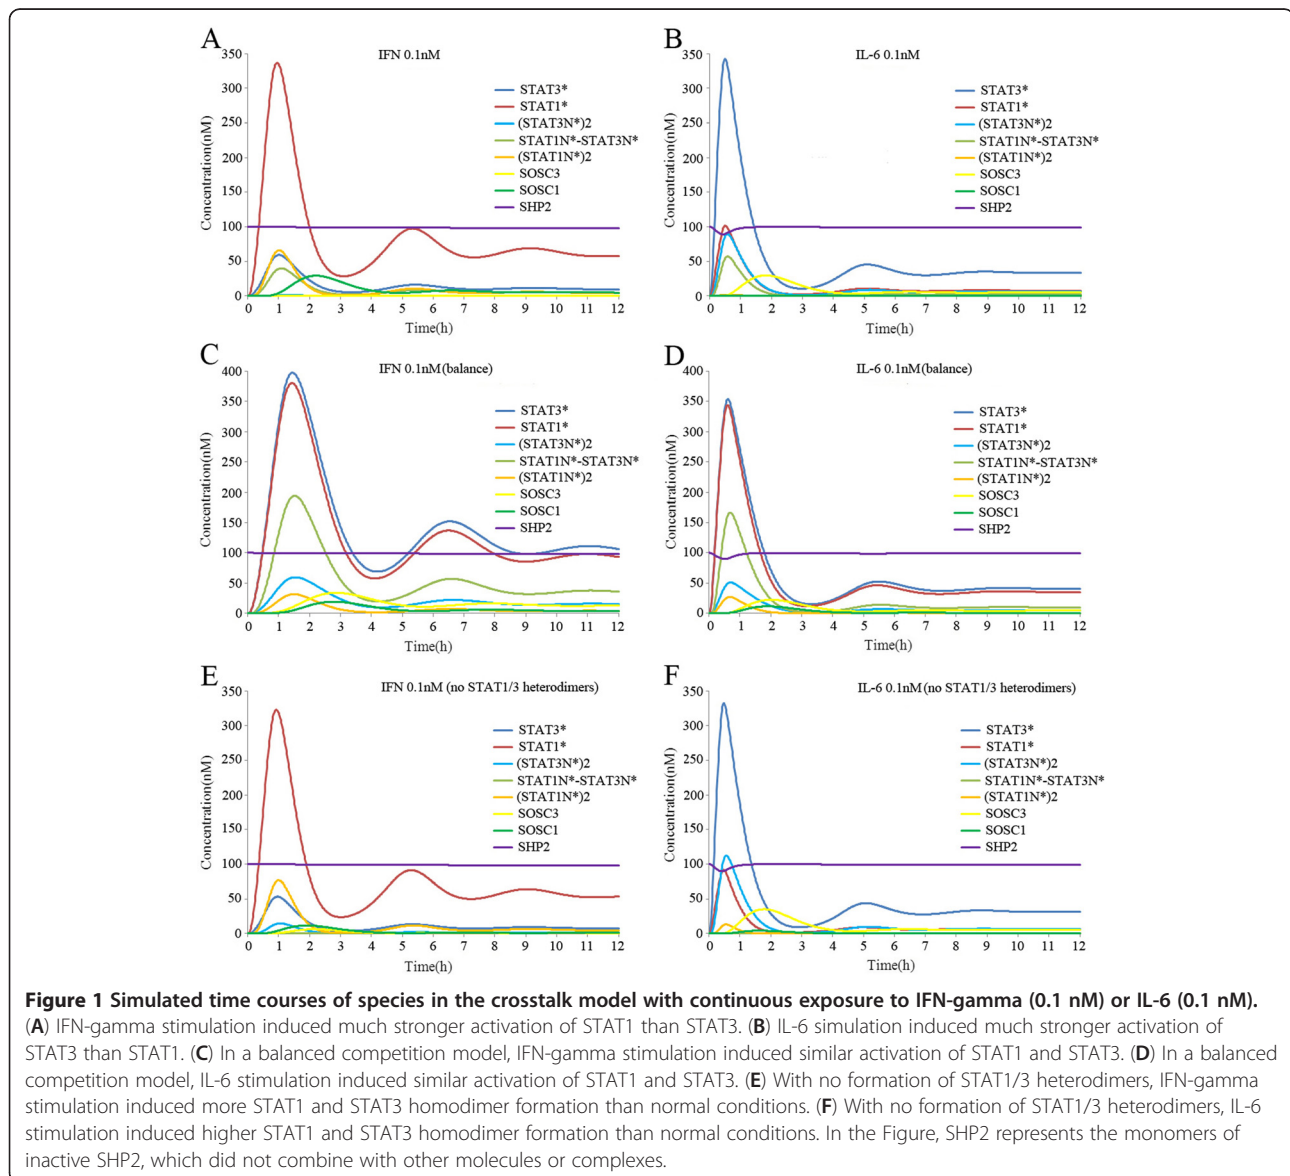 A
IFN 0.1nM
Concentration(nM)
350
300
250
200
150
100
50
0
STAT3*
STAT1*
(STAT3N*)2
STAT1N*-STAT3N*
(STAT1N*)2
SOSC3
SOSC1
SHP2
0 1 2 3 4 5 6 7 8 9 10 11 12
Time(h)
B
IL-6 0.1nM
Concentration(nM)
350
300
250
200
150
100
50
0
STAT3*
STAT1*
(STAT3N*)2
STAT1N*-STAT3N*
(STAT1N*)2
SOSC3
SOSC1
SHP2
0 1 2 3 4 5 6 7 8 9 10 11 12
Time(h)
C
IFN 0.1nM(balance)
Concentration(nM)
400
350
300
250
200
150
100
50
0
STAT3*
STAT1*
(STAT3N*)2
STAT1N*-STAT3N*
(STAT1N*)2
SOSC3
SOSC1
SHP2
0 1 2 3 4 5 6 7 8 9 10 11 12
Time(h)
D
IL-6 0.1nM(balance)
Concentration(nM)
400
350
300
250
200
150
100
50
0
STAT3*
STAT1*
(STAT3N*)2
STAT1N*-STAT3N*
(STAT1N*)2
SOSC3
SOSC1
SHP2
0 1 2 3 4 5 6 7 8 9 10 11 12
Time(h)
E
IFN 0.1nM (no STAT1/3 heterodimers)
Concentration(nM)
350
300
250
200
150
100
50
0
STAT3*
STAT1*
(STAT3N*)2
STAT1N*-STAT3N*
(STAT1N*)2
SOSC3
SOSC1
SHP2
0 1 2 3 4 5 6 7 8 9 10 11 12
Time(h)
F
IL-6 0.1nM (no STAT1/3 heterodimers)
Concentration(nM)
350
300
250
200
150
100
50
0
STAT3*
STAT1*
(STAT3N*)2
STAT1N*-STAT3N*
(STAT1N*)2
SOSC3
SOSC1
SHP2
0 1 2 3 4 5 6 7 8 9 10 11 12
Time(h)
Figure 1 Simulated time courses of species in the crosstalk model with continuous exposure to IFN-gamma (0.1 nM) or IL-6 (0.1 nM).
(A) IFN-gamma stimulation induced much stronger activation of STAT1 than STAT3. (B) IL-6 simulation induced much stronger activation of
STAT3 than STAT1. (C) In a balanced competition model, IFN-gamma stimulation induced similar activation of STAT1 and STAT3. (D) In a balanced
competition model, IL-6 stimulation induced similar activation of STAT1 and STAT3. (E) With no formation of STAT1/3 heterodimers, IFN-gamma
stimulation induced more STAT1 and STAT3 homodimer formation than normal conditions. (F) With no formation of STAT1/3 heterodimers, IL-6
stimulation induced higher STAT1 and STAT3 homodimer formation than normal conditions. In the Figure, SHP2 represents the monomers of
inactive SHP2, which did not combine with other molecules or complexes.